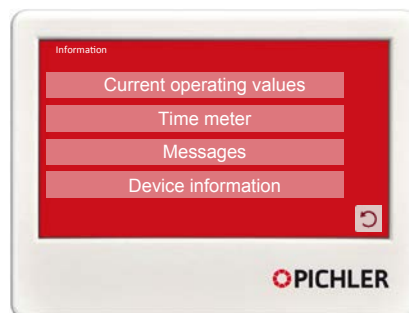 Information
Current operating values
Time meter
Messages
Device information
PICHLER